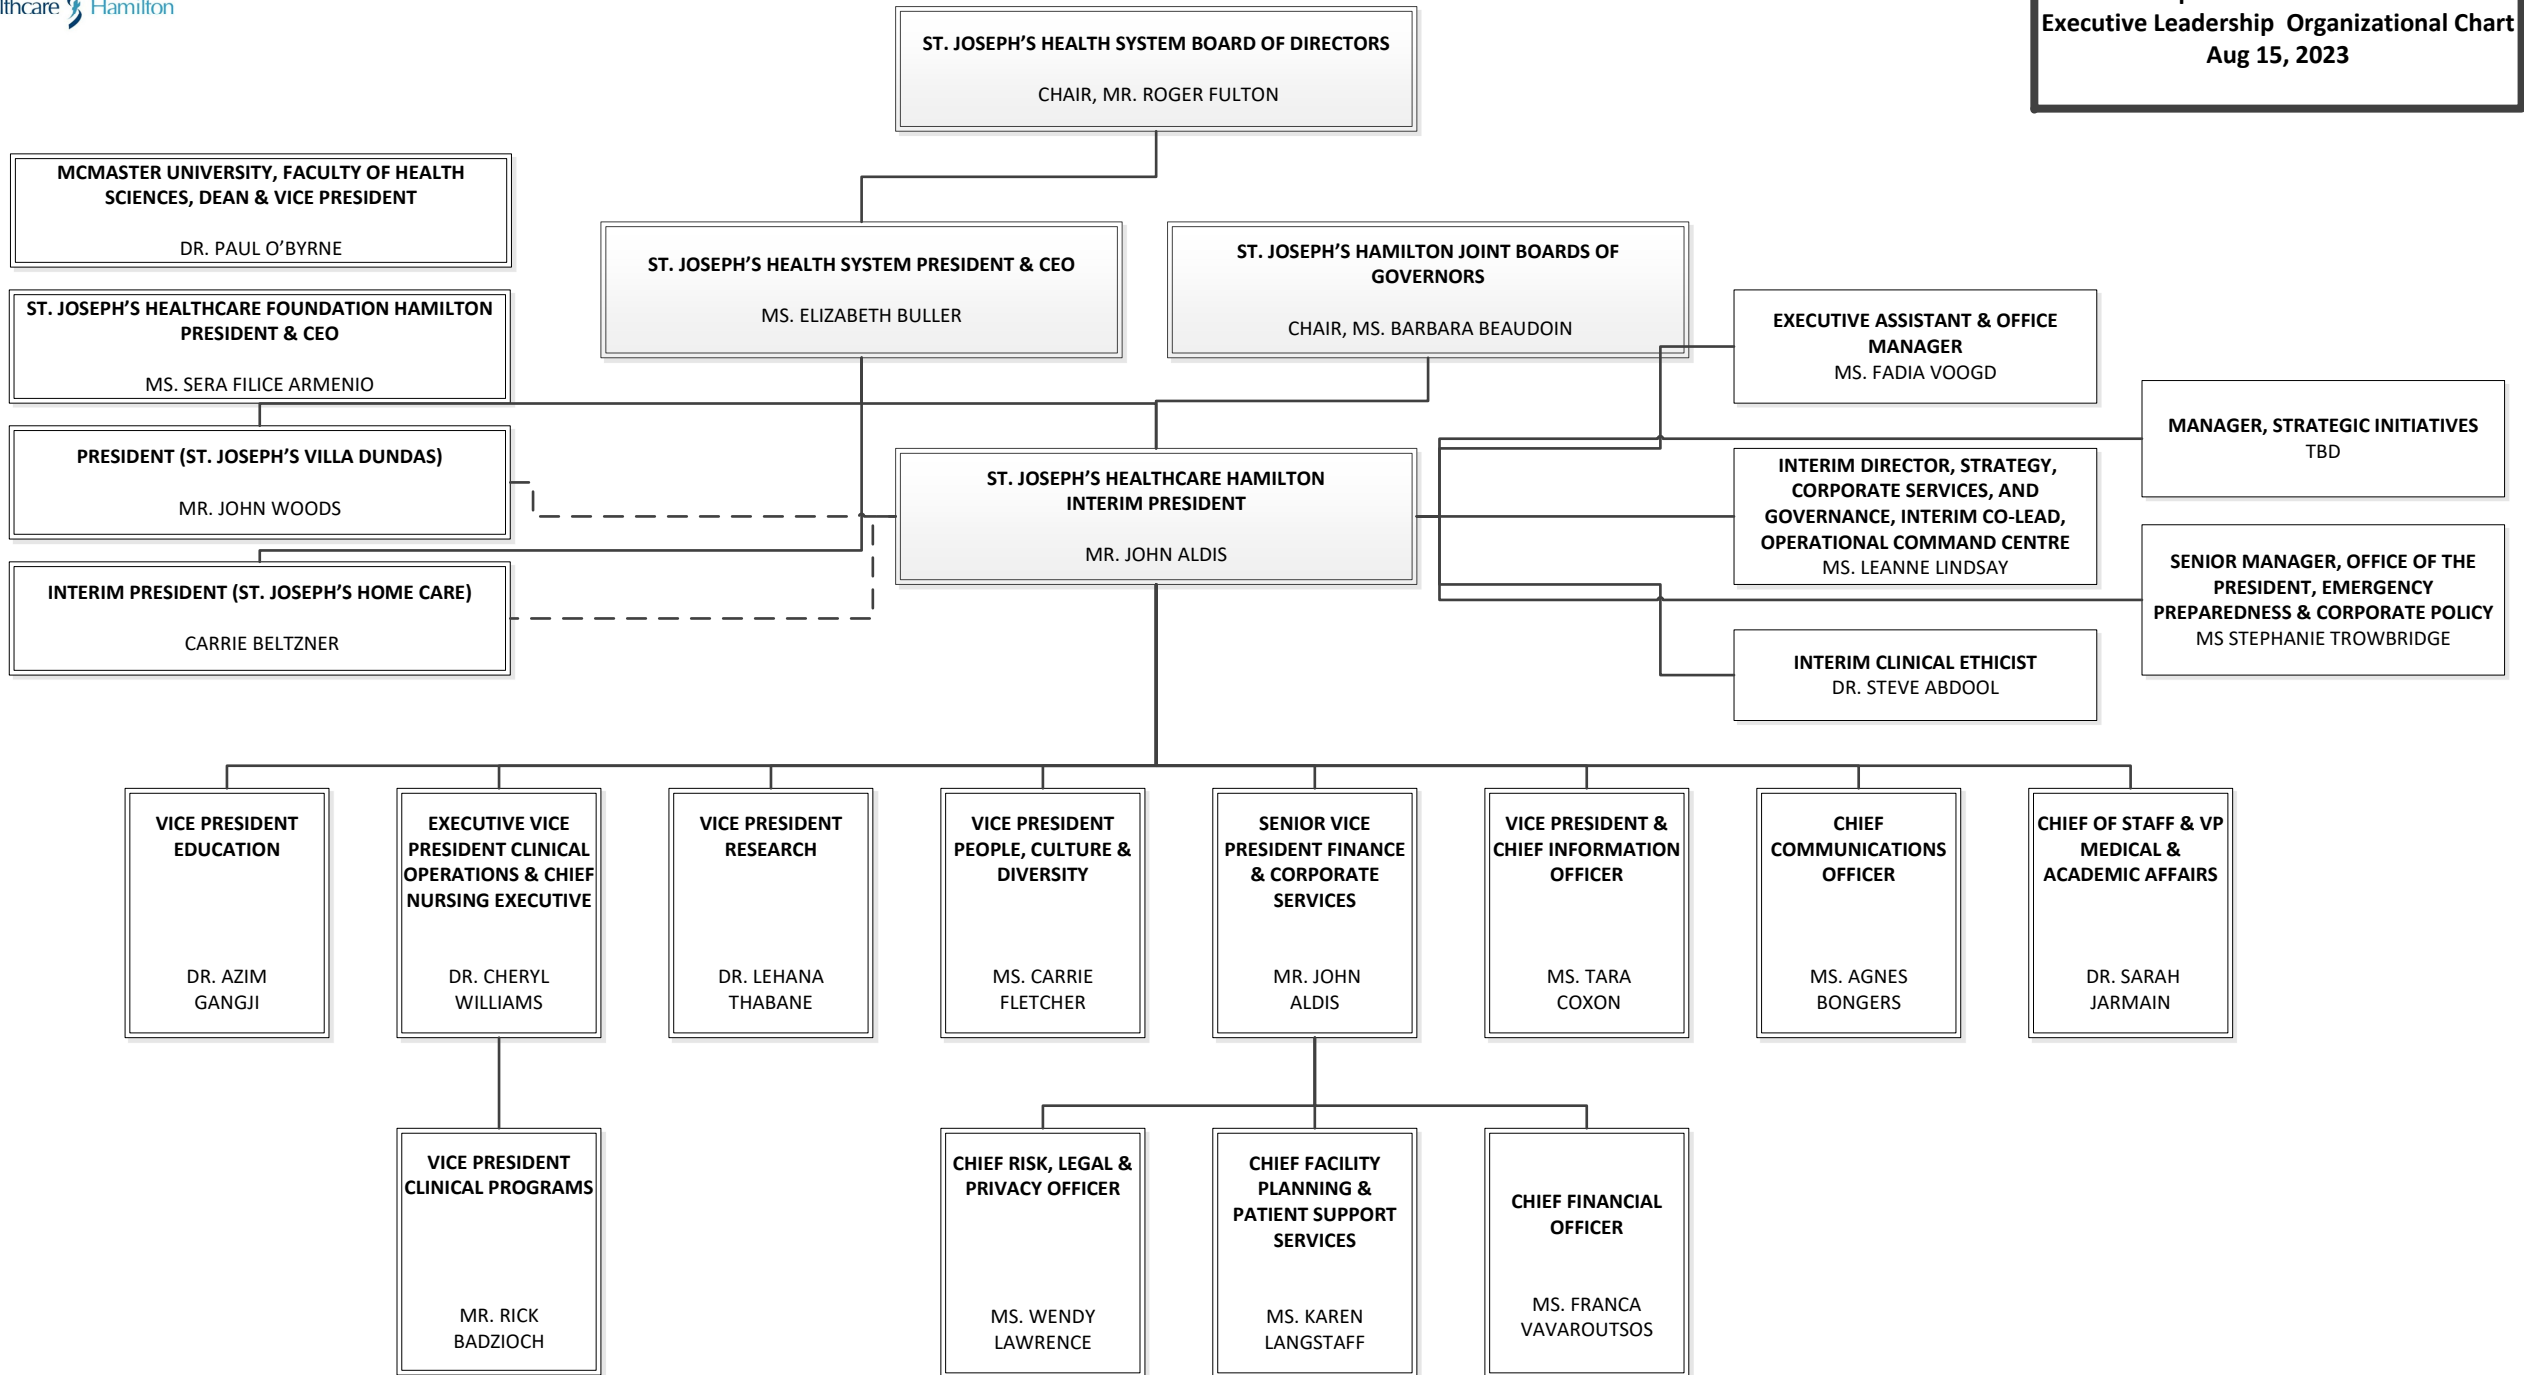 Hamilton
Executive Leadership Organizational Chart
Aug 15, 2023
ST. JOSEPH'S HEALTH SYSTEM BOARD OF DIRECTORS
CHAIR, MR. ROGER FULTON
MCMASTER UNIVERSITY, FACULTY OF HEALTH
SCIENCES, DEAN & VICE PRESIDENT
DR. PAUL O'BYRNE
ST. JOSEPH'S HEALTH SYSTEM PRESIDENT & CEO
MS. ELIZABETH BULLER
ST. JOSEPH'S HAMILTON JOINT BOARDS OF
GOVERNORS
CHAIR, MS. BARBARA BEAUDOIN
ST. JOSEPH'S HEALTHCARE FOUNDATION HAMILTON
PRESIDENT & CEO
MS. SERA FILICE ARMENIO
EXECUTIVE ASSISTANT & OFFICE
MANAGER
MS. FADIA VOOGD
MANAGER, STRATEGIC INITIATIVES
TBD
PRESIDENT (ST. JOSEPH'S VILLA DUNDAS)
MR. JOHN WOODS
ST. JOSEPH'S HEALTHCARE HAMILTON
INTERIM PRESIDENT
MR. JOHN ALDIS
INTERIM DIRECTOR, STRATEGY,
CORPORATE SERVICES, AND
GOVERNANCE, INTERIM CO-LEAD,
OPERATIONAL COMMAND CENTRE
MS. LEANNE LINDSAY
SENIOR MANAGER, OFFICE OF THE
PRESIDENT, EMERGENCY
PREPAREDNESS & CORPORATE POLICY
MS STEPHANIE TROWBRIDGE
INTERIM PRESIDENT (ST. JOSEPH'S HOME CARE)
CARRIE BELTZNER
INTERIM CLINICAL ETHICIST
DR. STEVE ABDOOL
VICE PRESIDENT
EDUCATION
DR. AZIM
GANGJI
EXECUTIVE VICE
PRESIDENT CLINICAL
OPERATIONS & CHIEF
NURSING EXECUTIVE
DR. CHERYL
WILLIAMS
VICE PRESIDENT
RESEARCH
DR. LEHANA
THABANE
VICE PRESIDENT
PEOPLE, CULTURE &
DIVERSITY
MS. CARRIE
FLETCHER
SENIOR VICE
PRESIDENT FINANCE
& CORPORATE
SERVICES
MR. JOHN
ALDIS
VICE PRESIDENT &
CHIEF INFORMATION
OFFICER
MS. TARA
COXON
CHIEF
COMMUNICATIONS
OFFICER
MS. AGNES
BONGERS
CHIEF OF STAFF & VP
MEDICAL &
ACADEMIC AFFAIRS
DR. SARAH
JARMAIN
VICE PRESIDENT
CLINICAL PROGRAMS
MR. RICK
BADZIOCH
CHIEF RISK, LEGAL &
PRIVACY OFFICER
MS. WENDY
LAWRENCE
CHIEF FACILITY
PLANNING &
PATIENT SUPPORT
SERVICES
MS. KAREN
LANGSTAFF
CHIEF FINANCIAL
OFFICER
MS. FRANCA
VAVAROUTSOS